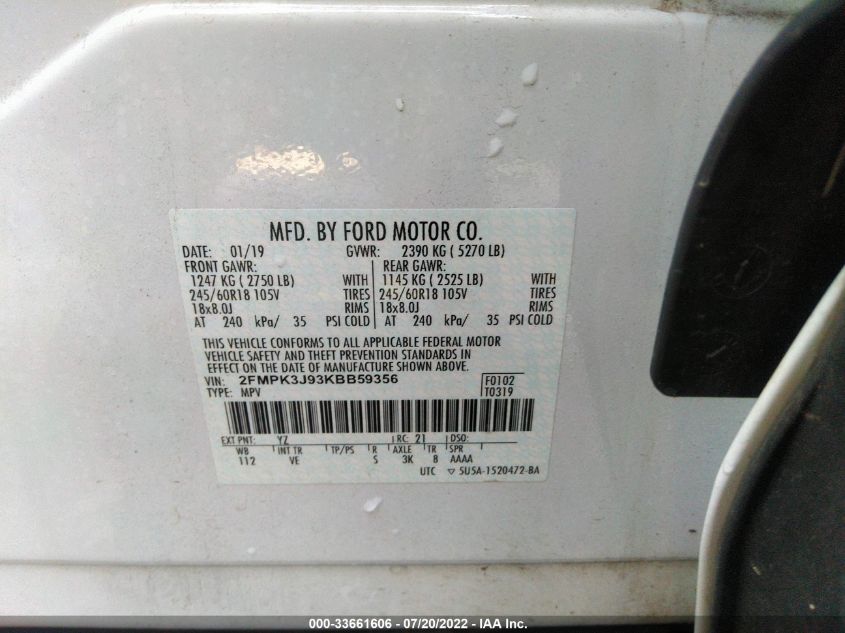 MFD. BY FORD MOTOR CO.
DATE: 01/19 GVWR: 2390 KG ( 5270 LB)
FRONT GAWR: REAR GAWR:
1247 KG ( 2750 LB) WITH 1145 KG ( 2525 LB) WITH
245/60R18 105V TIRES 245/60R18 105V TIRES
18x8.0J RIMS 18x8.0J RIMS
AT 240 kPa/ 35 PSI COLD AT 240 kPa/ 35 PSI COLD
THIS VEHICLE CONFORMS TO ALL APPLICABLE FEDERAL MOTOR
VEHICLE SAFETY AND THEFT PREVENTION STANDARDS IN
EFFECT ON THE DATE OF MANUFACTURE SHOWN ABOVE.
VIN: 2FMPK3J93KBB59356 F0102
TYPE: MPV T0319
EXT PNT: YZ RC: 21 DSO:
WB INT TR TP/PS R AXLE TR SPR
112 VE S 3K 8 AAAA
UTC ▽ 5U5A-1520472-BA
000-33661606 - 07/20/2022 - IAA Inc.